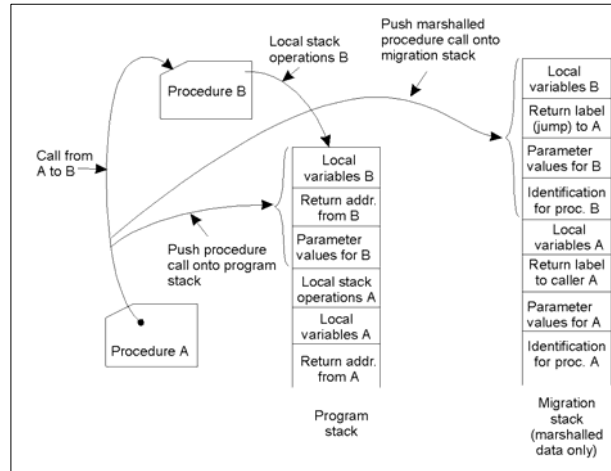 Push marshalled
procedure call onto
migration stack
Local stack
operations B
Procedure B
Call from
A to B
Push procedure
call onto program
stack
Procedure A
Local
variables B
Return addr.
from B
Parameter
values for B
Local stack
operations A
Local
variables A
Return addr.
from A
Program
stack
Local
variables B
Return label
(jump) to A
Parameter
values for B
Identification
for proc. B
Local
variables A
Return label
to caller A
Parameter
values for A
Identification
for proc. A
Migration
stack
(marshalled
data only)